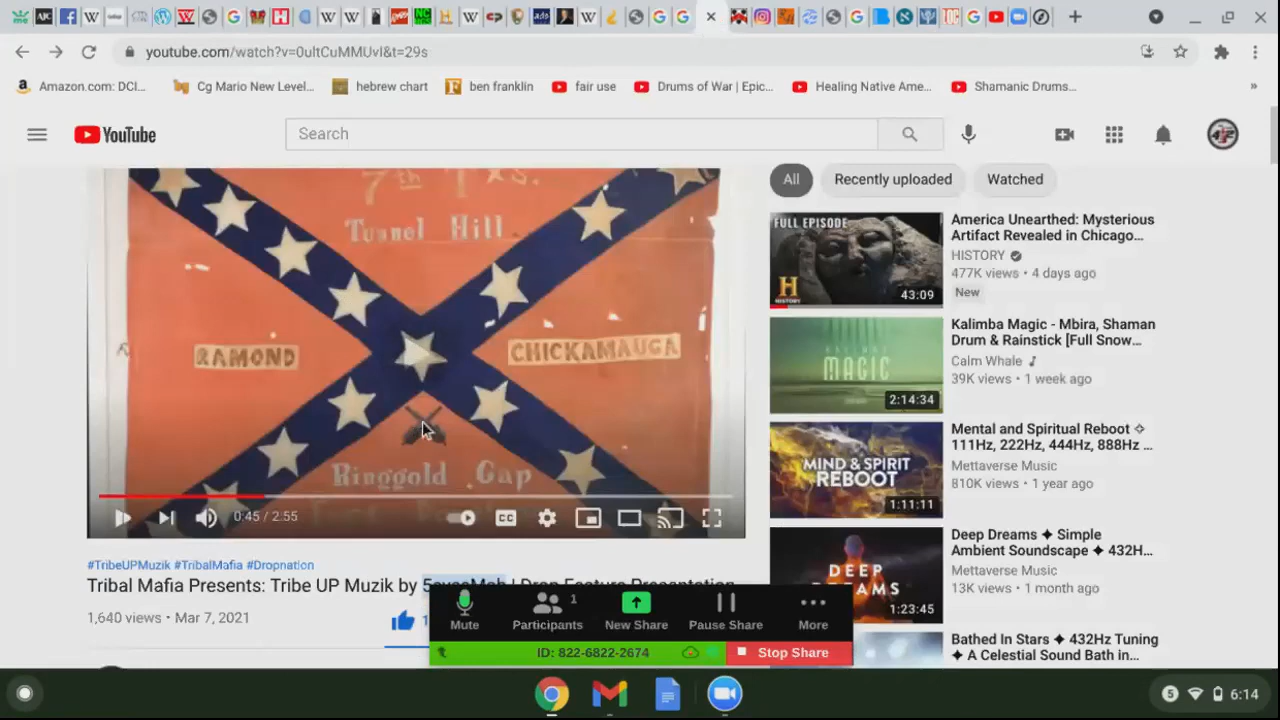 youtube.com/watch?v=0ultCuMMUvI&t=29s
Amazon.com: DCI...
Cg Mario New Level...
hebrew chart
ben franklin
fair use
Drums of War | Epic...
Healing Native Ame...
Shamanic Drums...
»
YouTube
Search
7th Txs.
Tunnel Hill
RAMOND
CHICKAMAUGA
Ringgold Gap
0:45 / 2:55
CC
#TribeUPMuzik #TribalMafia #Dropnation
Tribal Mafia Presents: Tribe UP Muzik by
1,640 views • Mar 7, 2021
All
Recently uploaded
Watched
FULL EPISODE
H
HISTORY
43:09
America Unearthed: Mysterious
Artifact Revealed in Chicago...
HISTORY
477K views • 4 days ago
New
MAGIC
2:14:34
Kalimba Magic - Mbira, Shaman
Drum & Rainstick [Full Snow...
Calm Whale
39K views • 1 week ago
MIND & SPIRIT
REBOOT
1:11:11
Mental and Spiritual Reboot ✧
111Hz, 222Hz, 444Hz, 888Hz ...
Mettaverse Music
810K views • 1 year ago
DEEP
DREAMS
1:23:45
Deep Dreams ✦ Simple
Ambient Soundscape ✦ 432H...
Mettaverse Music
13K views • 1 month ago
Bathed In Stars ✦ 432Hz Tuning
✦ A Celestial Sound Bath in...
Mute
Participants
1
New Share
Pause Share
More
ID: 822-6822-2674
Stop Share
5
6:14